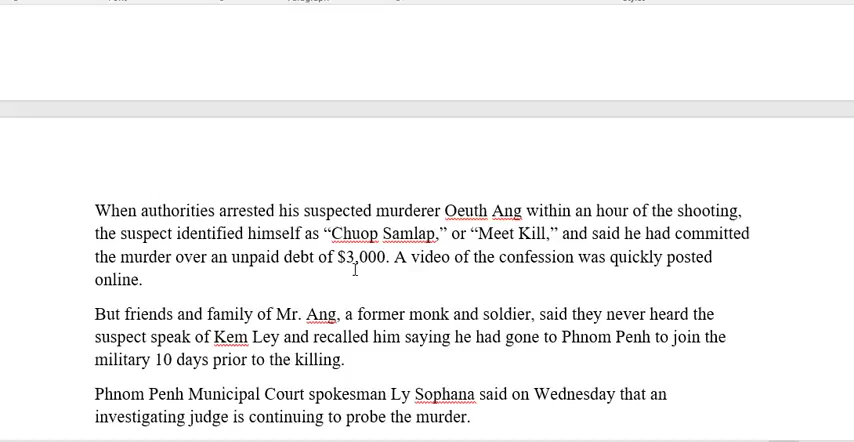 When authorities arrested his suspected murderer Oeuth Ang within an hour of the shooting,
the suspect identified himself as “Chuop Samlap,” or “Meet Kill,” and said he had committed
the murder over an unpaid debt of $3,000. A video of the confession was quickly posted
online.
But friends and family of Mr. Ang, a former monk and soldier, said they never heard the
suspect speak of Kem Ley and recalled him saying he had gone to Phnom Penh to join the
military 10 days prior to the killing.
Phnom Penh Municipal Court spokesman Ly Sophana said on Wednesday that an
investigating judge is continuing to probe the murder.